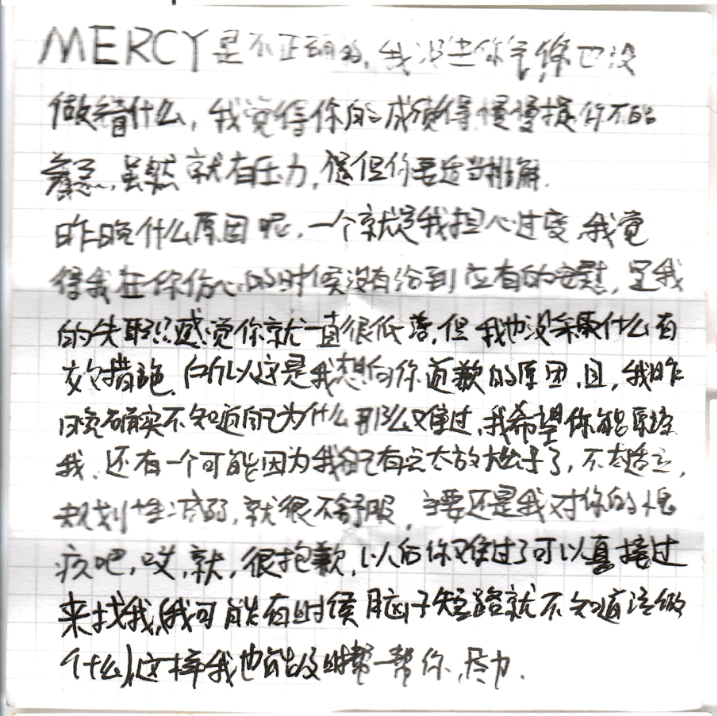 MERCY是不正确的,我没生你气,你也没
做错什么,我觉得你的成绩得慢慢提你不能
着急,虽然就有压力,但你要适当排解.
昨晚什么原因呢,一个就是我担心过度,我觉
得我在你伤心的时候没有给到应有的安慰,是我
的失职感觉你就一直很低落,但我也没采取什么有
效措施,所以这是我想向你道歉的原因,且,我昨
晚确实不知道自己为什么那么难过,我希望你能原谅
我.还有一个可能因为我自己有点太放松了,不太适应,
规划性减弱,就很不舒服,主要还是我对你的愧
疚吧,哎,就,很抱歉,以后你难过了可以直接过
来找我,(我可能有时候脑子短路就不知道该做
什么)这样我也能及时帮一帮你,尽力.